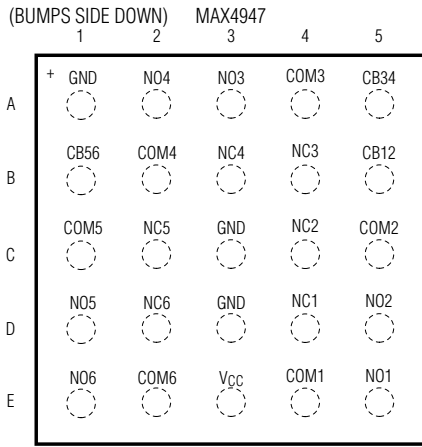 (BUMPS SIDE DOWN) MAX4947
1 2 3 4 5
+ GND NO4 NO3 COM3 CB34
A
CB56 COM4 NC4 NC3 CB12
B
COM5 NC5 GND NC2 COM2
C
NO5 NC6 GND NC1 NO2
D
NO6 COM6 VCC COM1 NO1
E